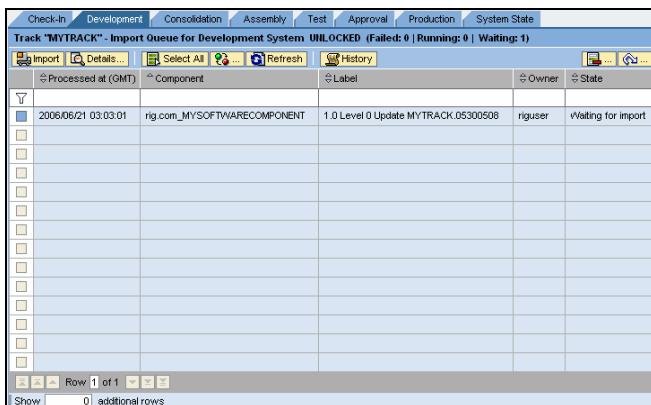 Check-In Development Consolidation Assembly Test Approval Production System State
Track "MYTRACK" - Import Queue for Development System UNLOCKED (Failed: 0 | Running: 0 | Waiting: 1)
Import Details... Select All ... Refresh History ... ...
Processed at (GMT) Component Label Owner State
2006/06/21 03:03:01 rig.com_MYSOFTWARECOMPONENT 1.0 Level 0 Update MYTRACK.05300508 riguser Waiting for import
Row 1 of 1
Show 0 additional rows